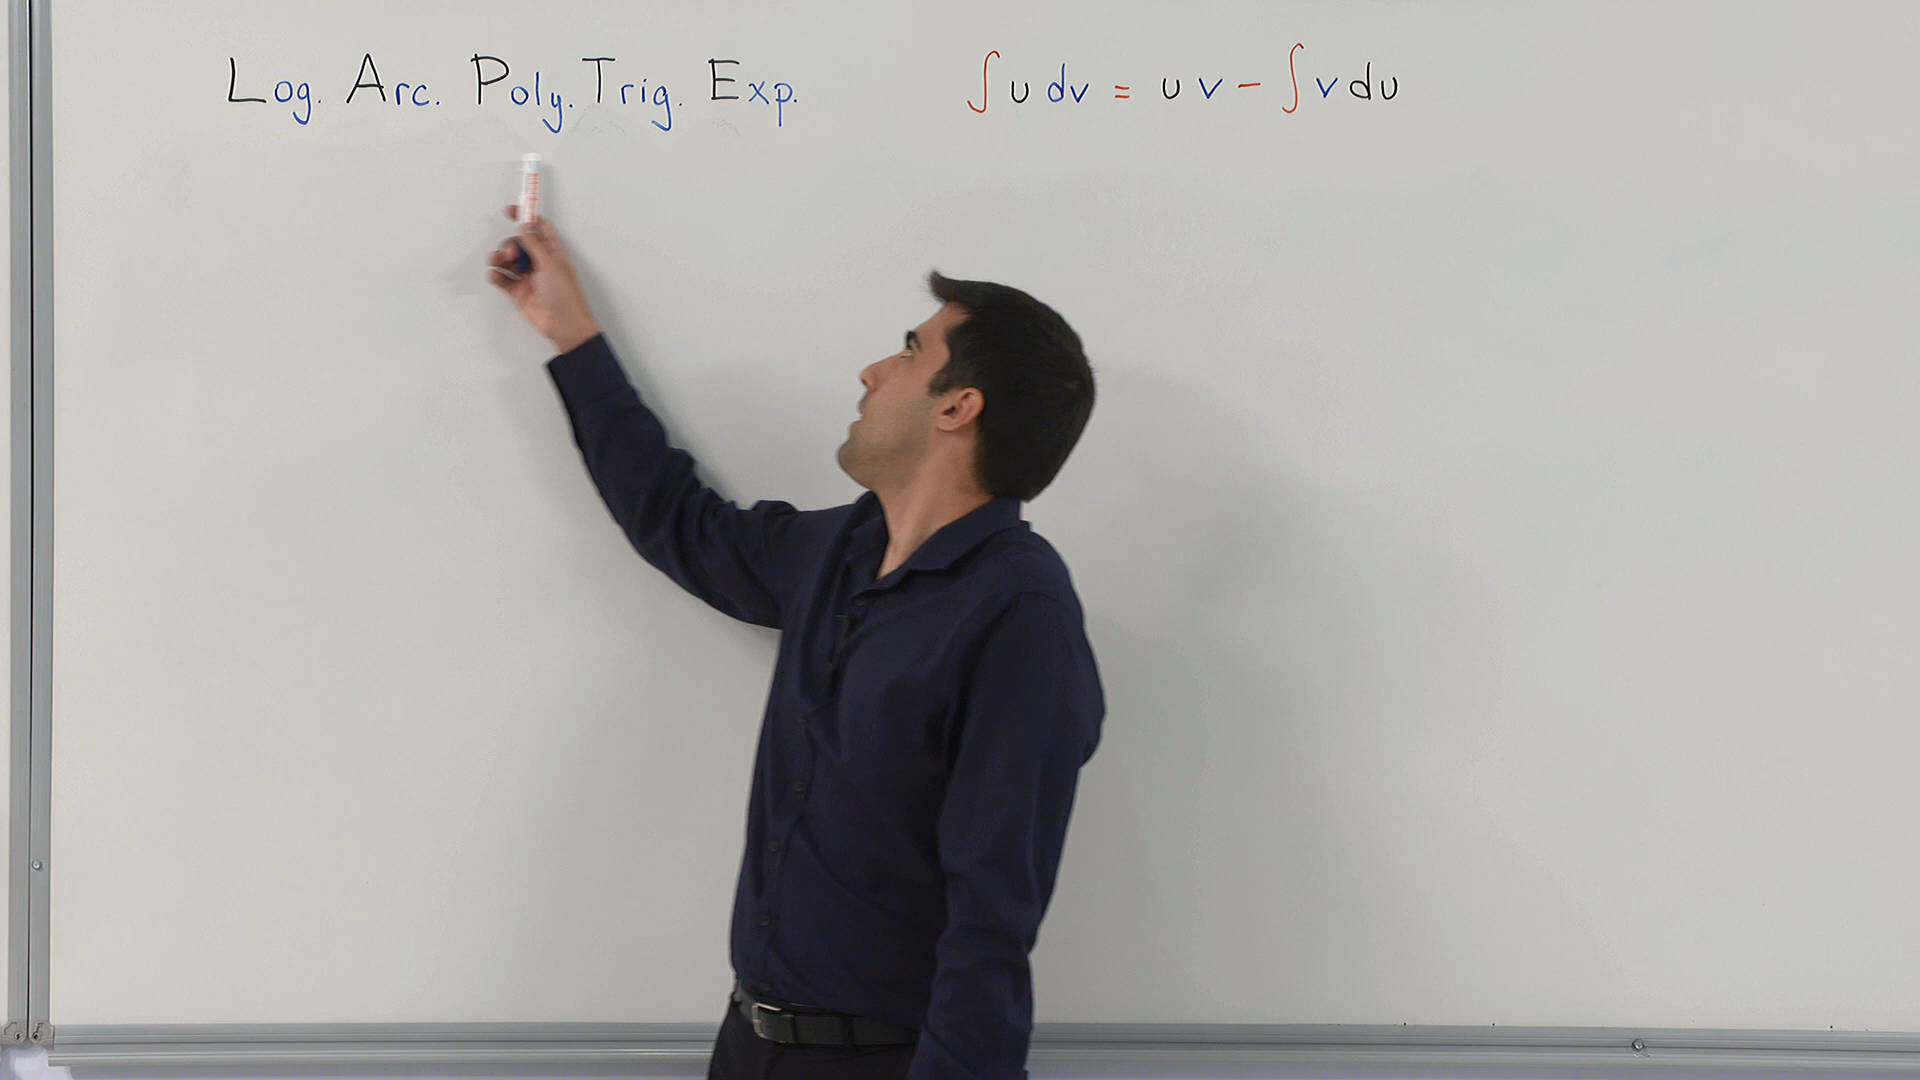 Log. Arc. Poly. Trig. Exp. ∫ u dv = u v - ∫ v du